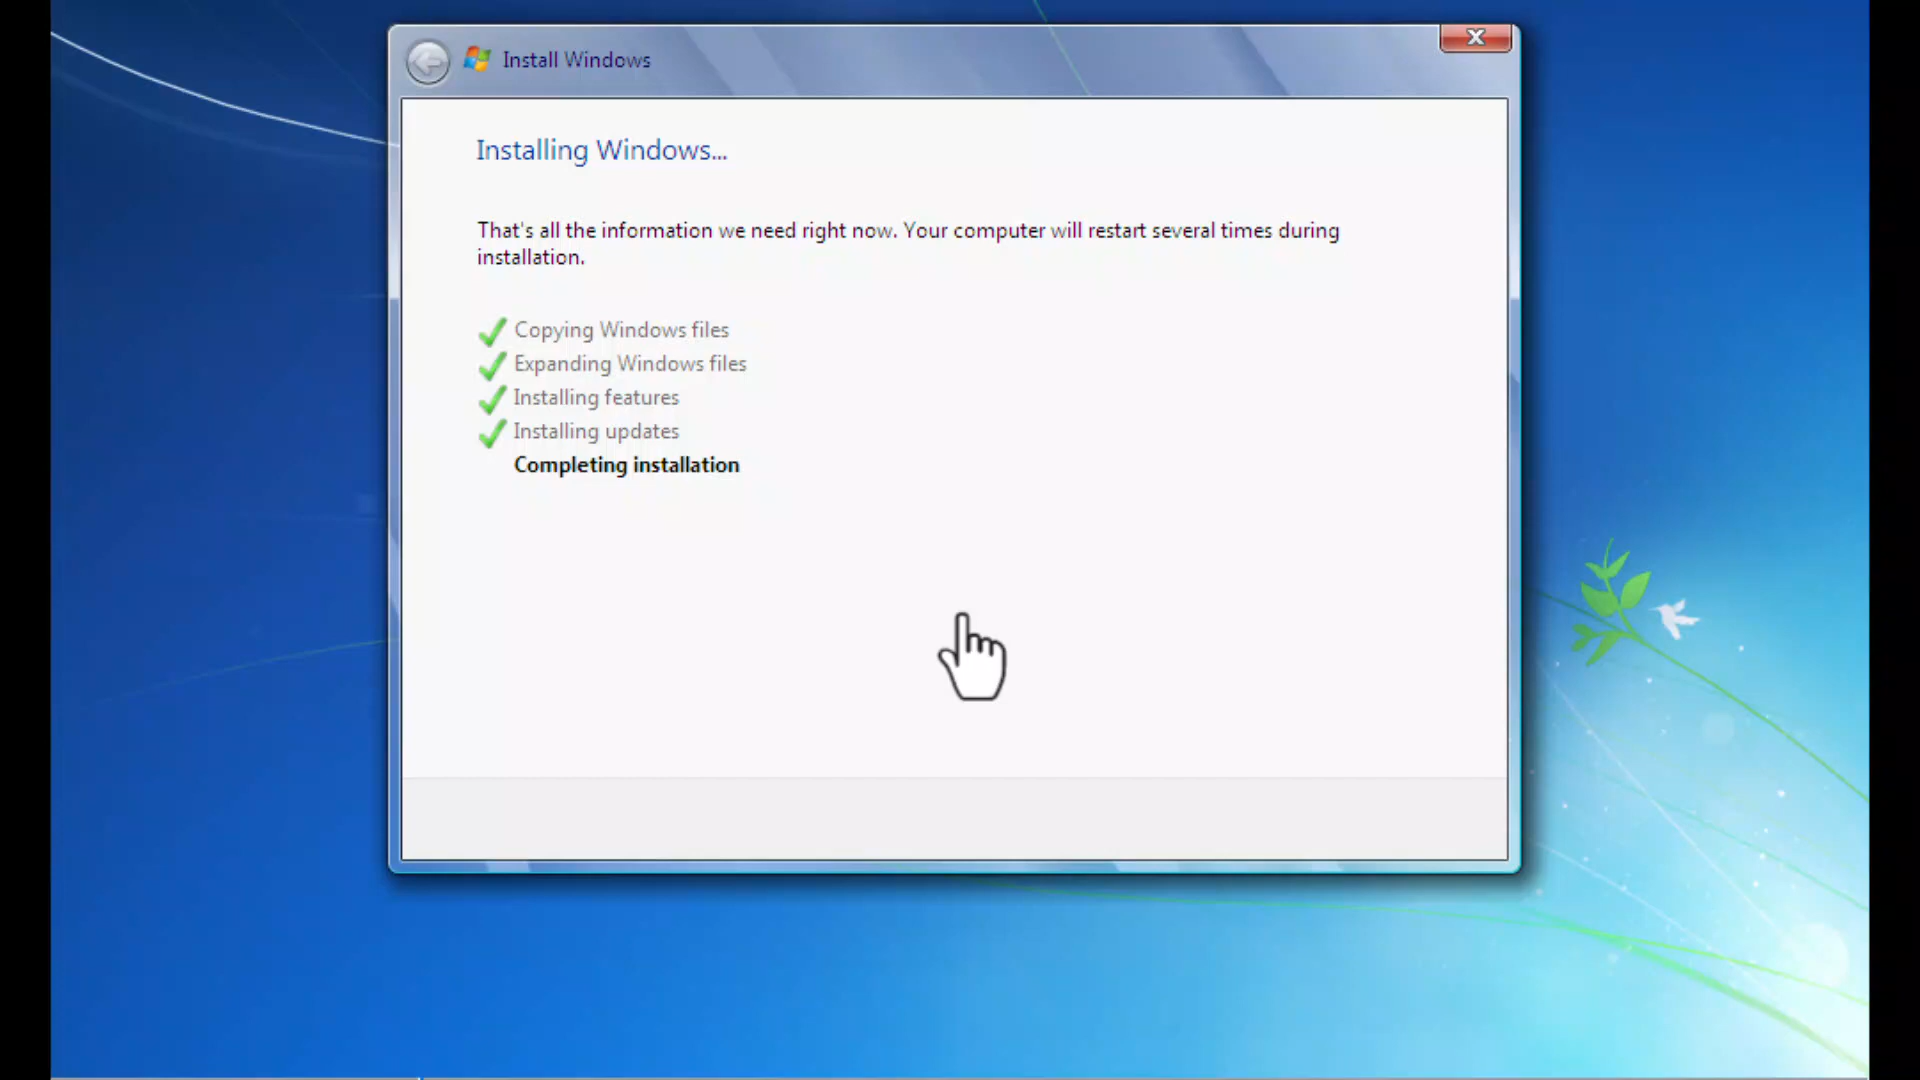 Install Windows
Installing Windows...
That's all the information we need right now. Your computer will restart several times during
installation.
Copying Windows files
Expanding Windows files
Installing features
Installing updates
Completing installation